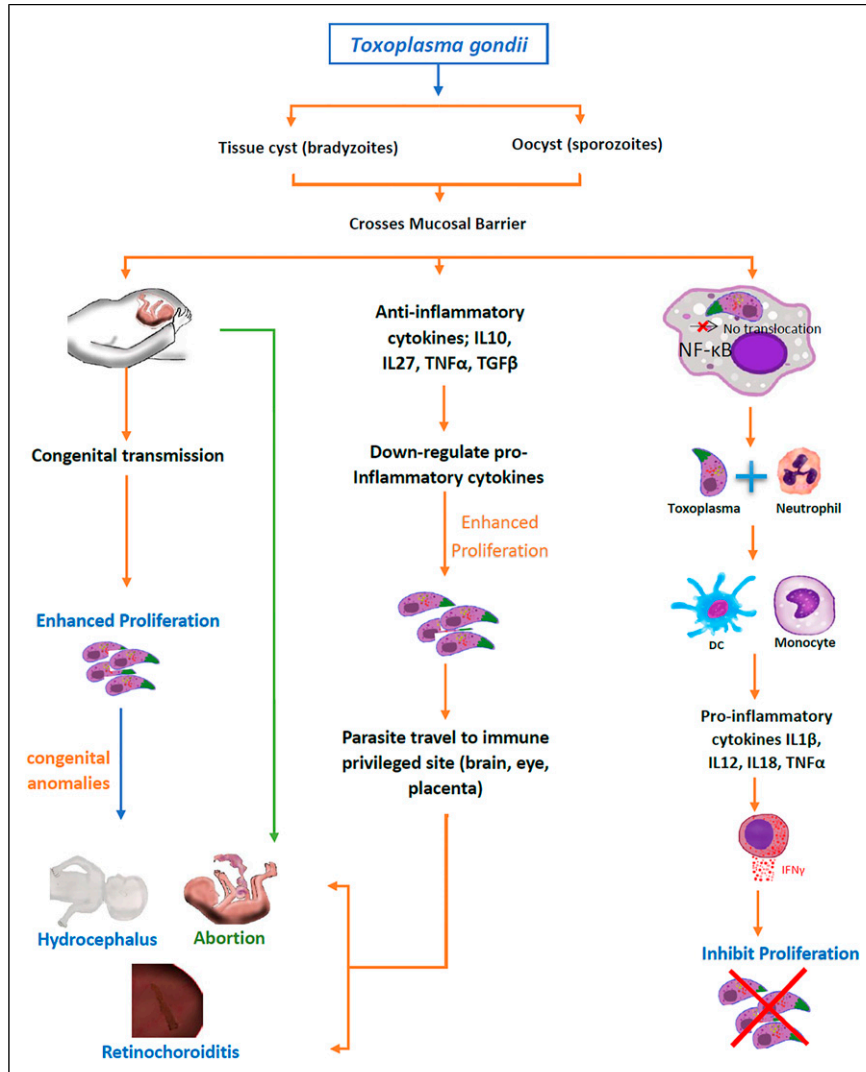 Toxoplasma gondii
Tissue cyst (bradyzoites)
Oocyst (sporozoites)
Crosses Mucosal Barrier
Congenital transmission
Enhanced Proliferation
congenital
anomalies
Hydrocephalus
Abortion
Retinochoroiditis
Anti-inflammatory
cytokines; IL10,
IL27, TNFα, TGFβ
Down-regulate pro-
Inflammatory cytokines
Enhanced
Proliferation
Parasite travel to immune
privileged site (brain, eye,
placenta)
No translocation
NF-κB
Toxoplasma
Neutrophil
DC
Monocyte
Pro-inflammatory
cytokines IL1β,
IL12, IL18, TNFα
IFNγ
Inhibit Proliferation